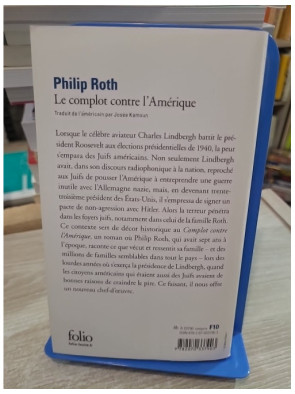 Philip Roth
Le complot contre l'Amérique
Traduit de l'américain par Josée Kamoun
Lorsque le célèbre aviateur Charles Lindbergh battit le pré-
sident Roosevelt aux élections présidentielles de 1940, la peur
s'empara des Juifs américains. Non seulement Lindbergh
avait, dans son discours radiophonique à la nation, reproché
aux Juifs de pousser l'Amérique à entreprendre une guerre
inutile avec l'Allemagne nazie, mais, en devenant trente-
troisième président des États-Unis, il s'empressa de signer un
pacte de non-agression avec Hitler. Alors la terreur pénétra
dans les foyers juifs, notamment dans celui de la famille Roth.
Ce contexte sert de décor historique au Complot contre
l'Amérique, un roman où Philip Roth, qui avait sept ans à
l'époque, raconte ce que vécut et ressentit sa famille - et des
millions de familles semblables dans tout le pays - lors des
lourdes années où s'exerça la présidence de Lindbergh, quand
les citoyens américains qui étaient aussi des Juifs avaient de
bonnes raisons de craindre le pire. Ce faisant, il nous offre
un nouveau chef-d'œuvre.
folio
F10